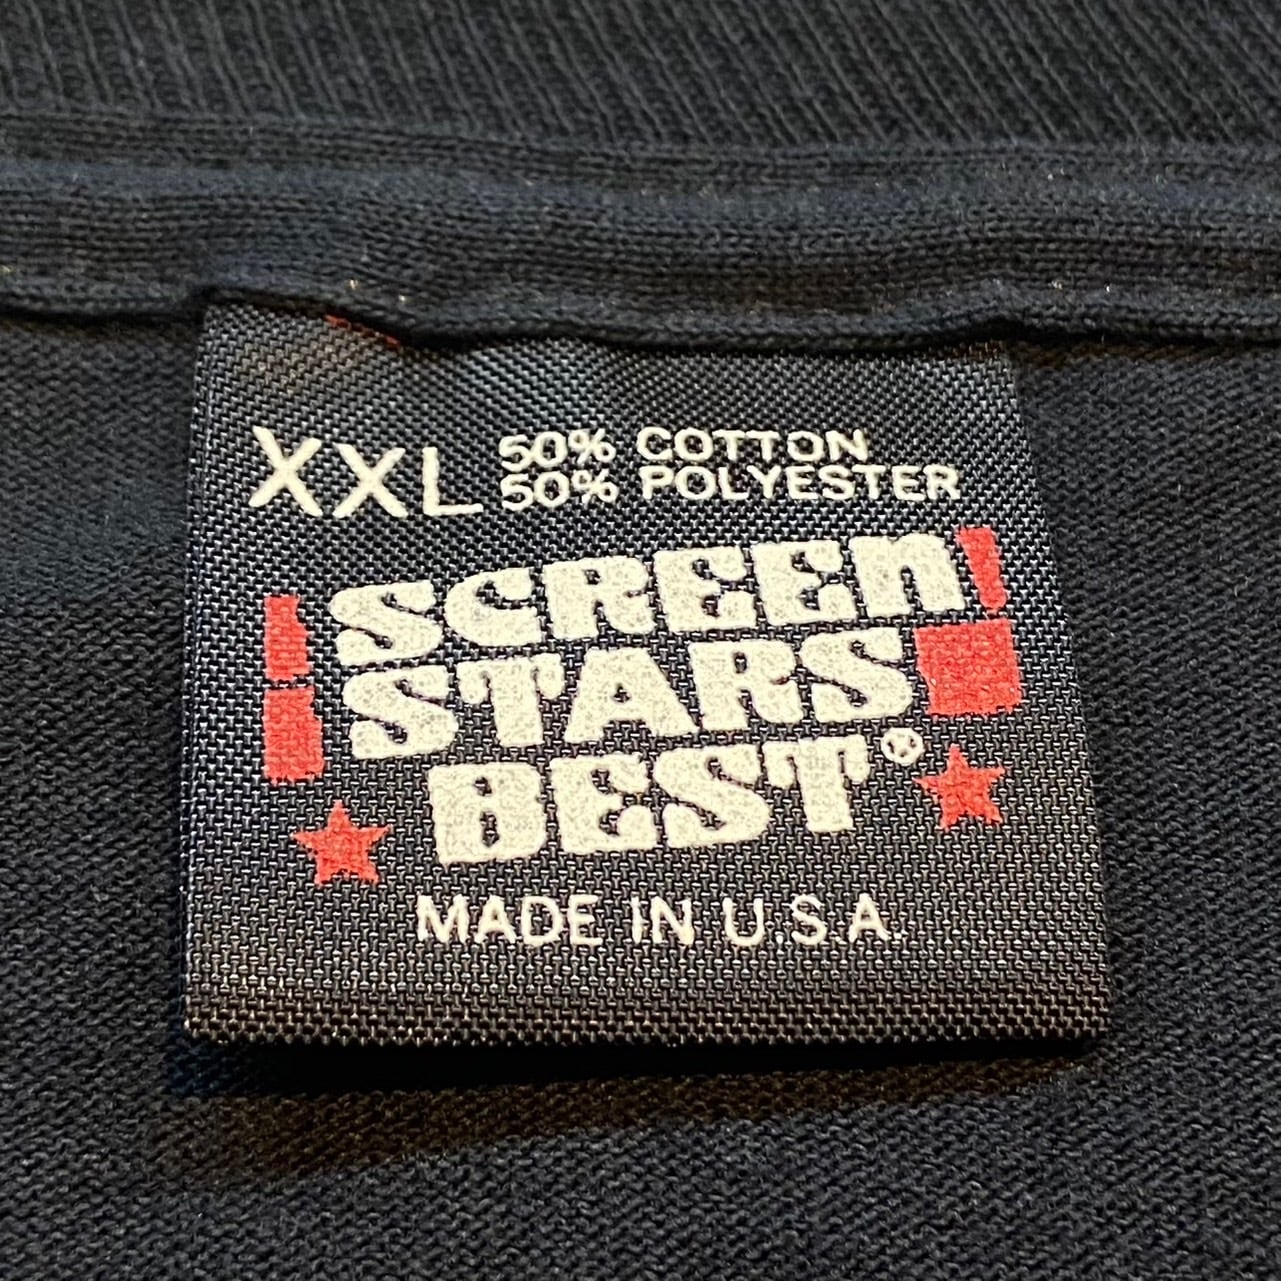 XXL 50% COTTON
50% POLYESTER
SCREEN
STARS
BEST®
MADE IN U.S.A.